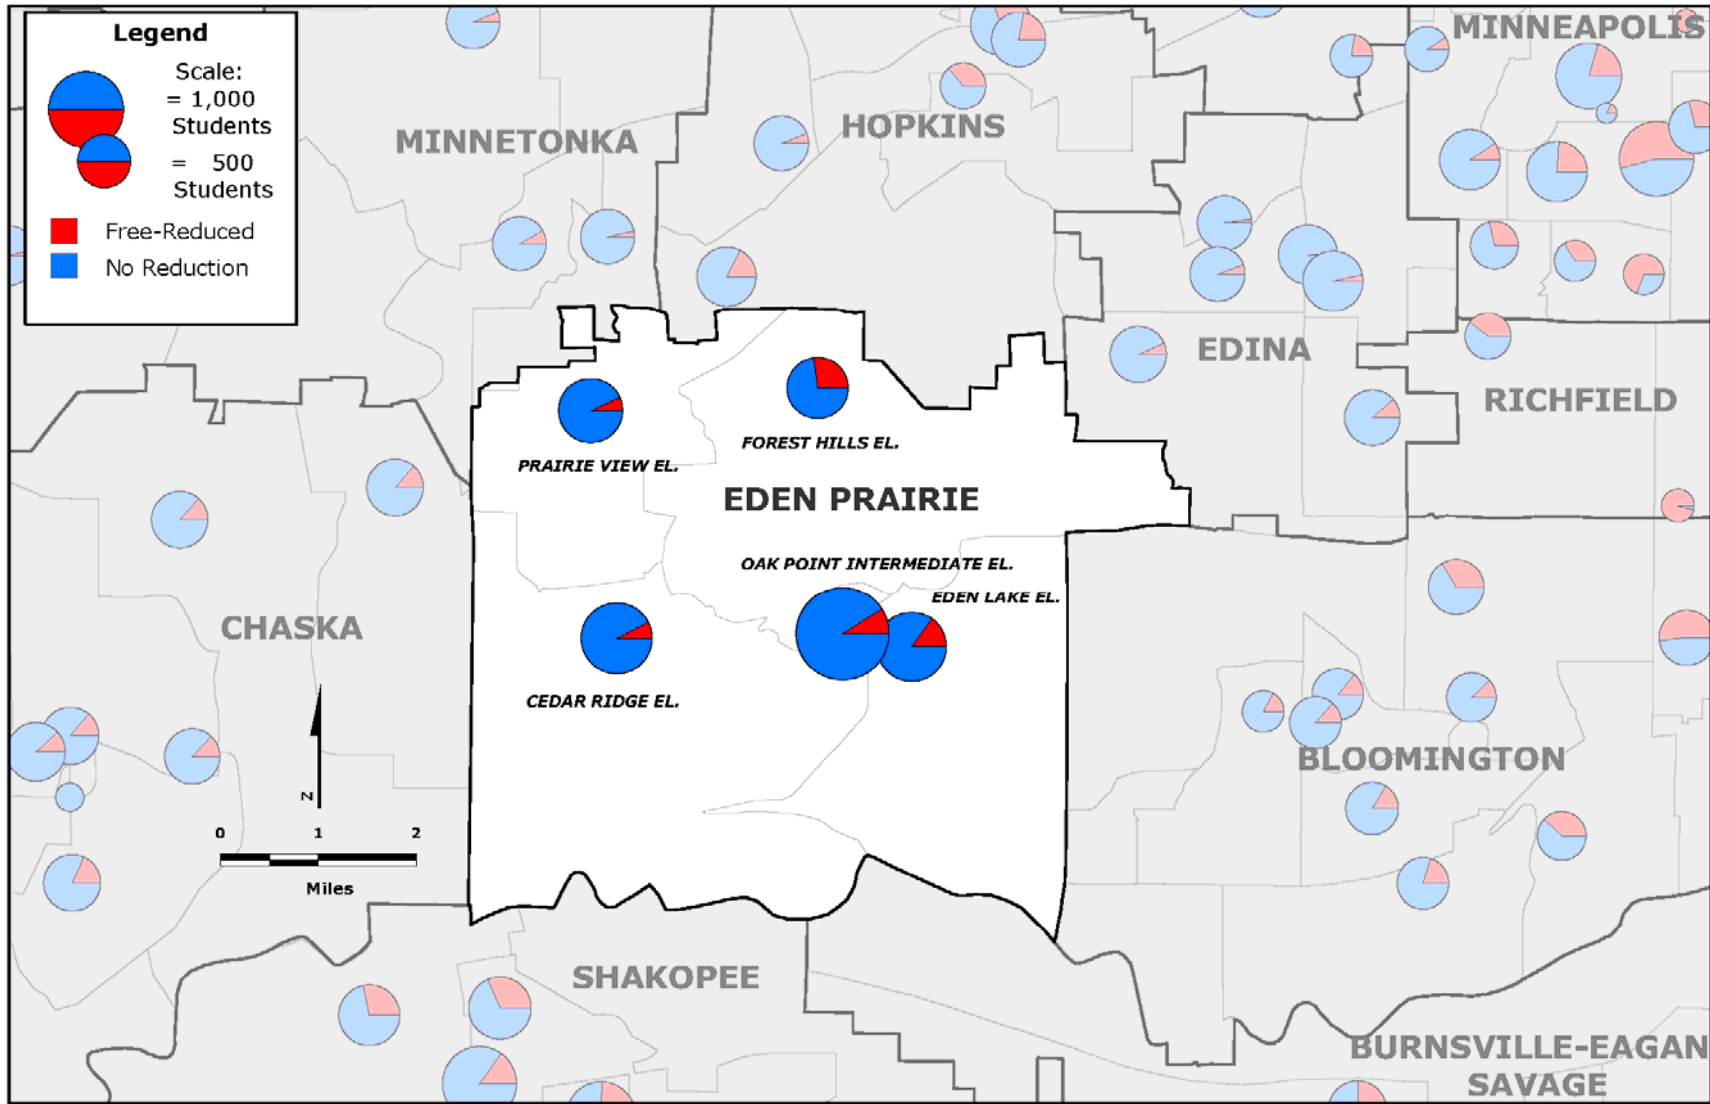 Legend
Scale:
= 1,000
Students
= 500
Students
Free-Reduced
No Reduction
MINNEAPOLIS
MINNETONKA
HOPKINS
EDINA
RICHFIELD
FOREST HILLS EL.
PRAIRIE VIEW EL.
EDEN PRAIRIE
OAK POINT INTERMEDIATE EL.
EDEN LAKE EL.
CHASKA
CEDAR RIDGE EL.
BLOOMINGTON
N
0 1 2
Miles
SHAKOPEE
BURNSVILLE-EAGAN
SAVAGE